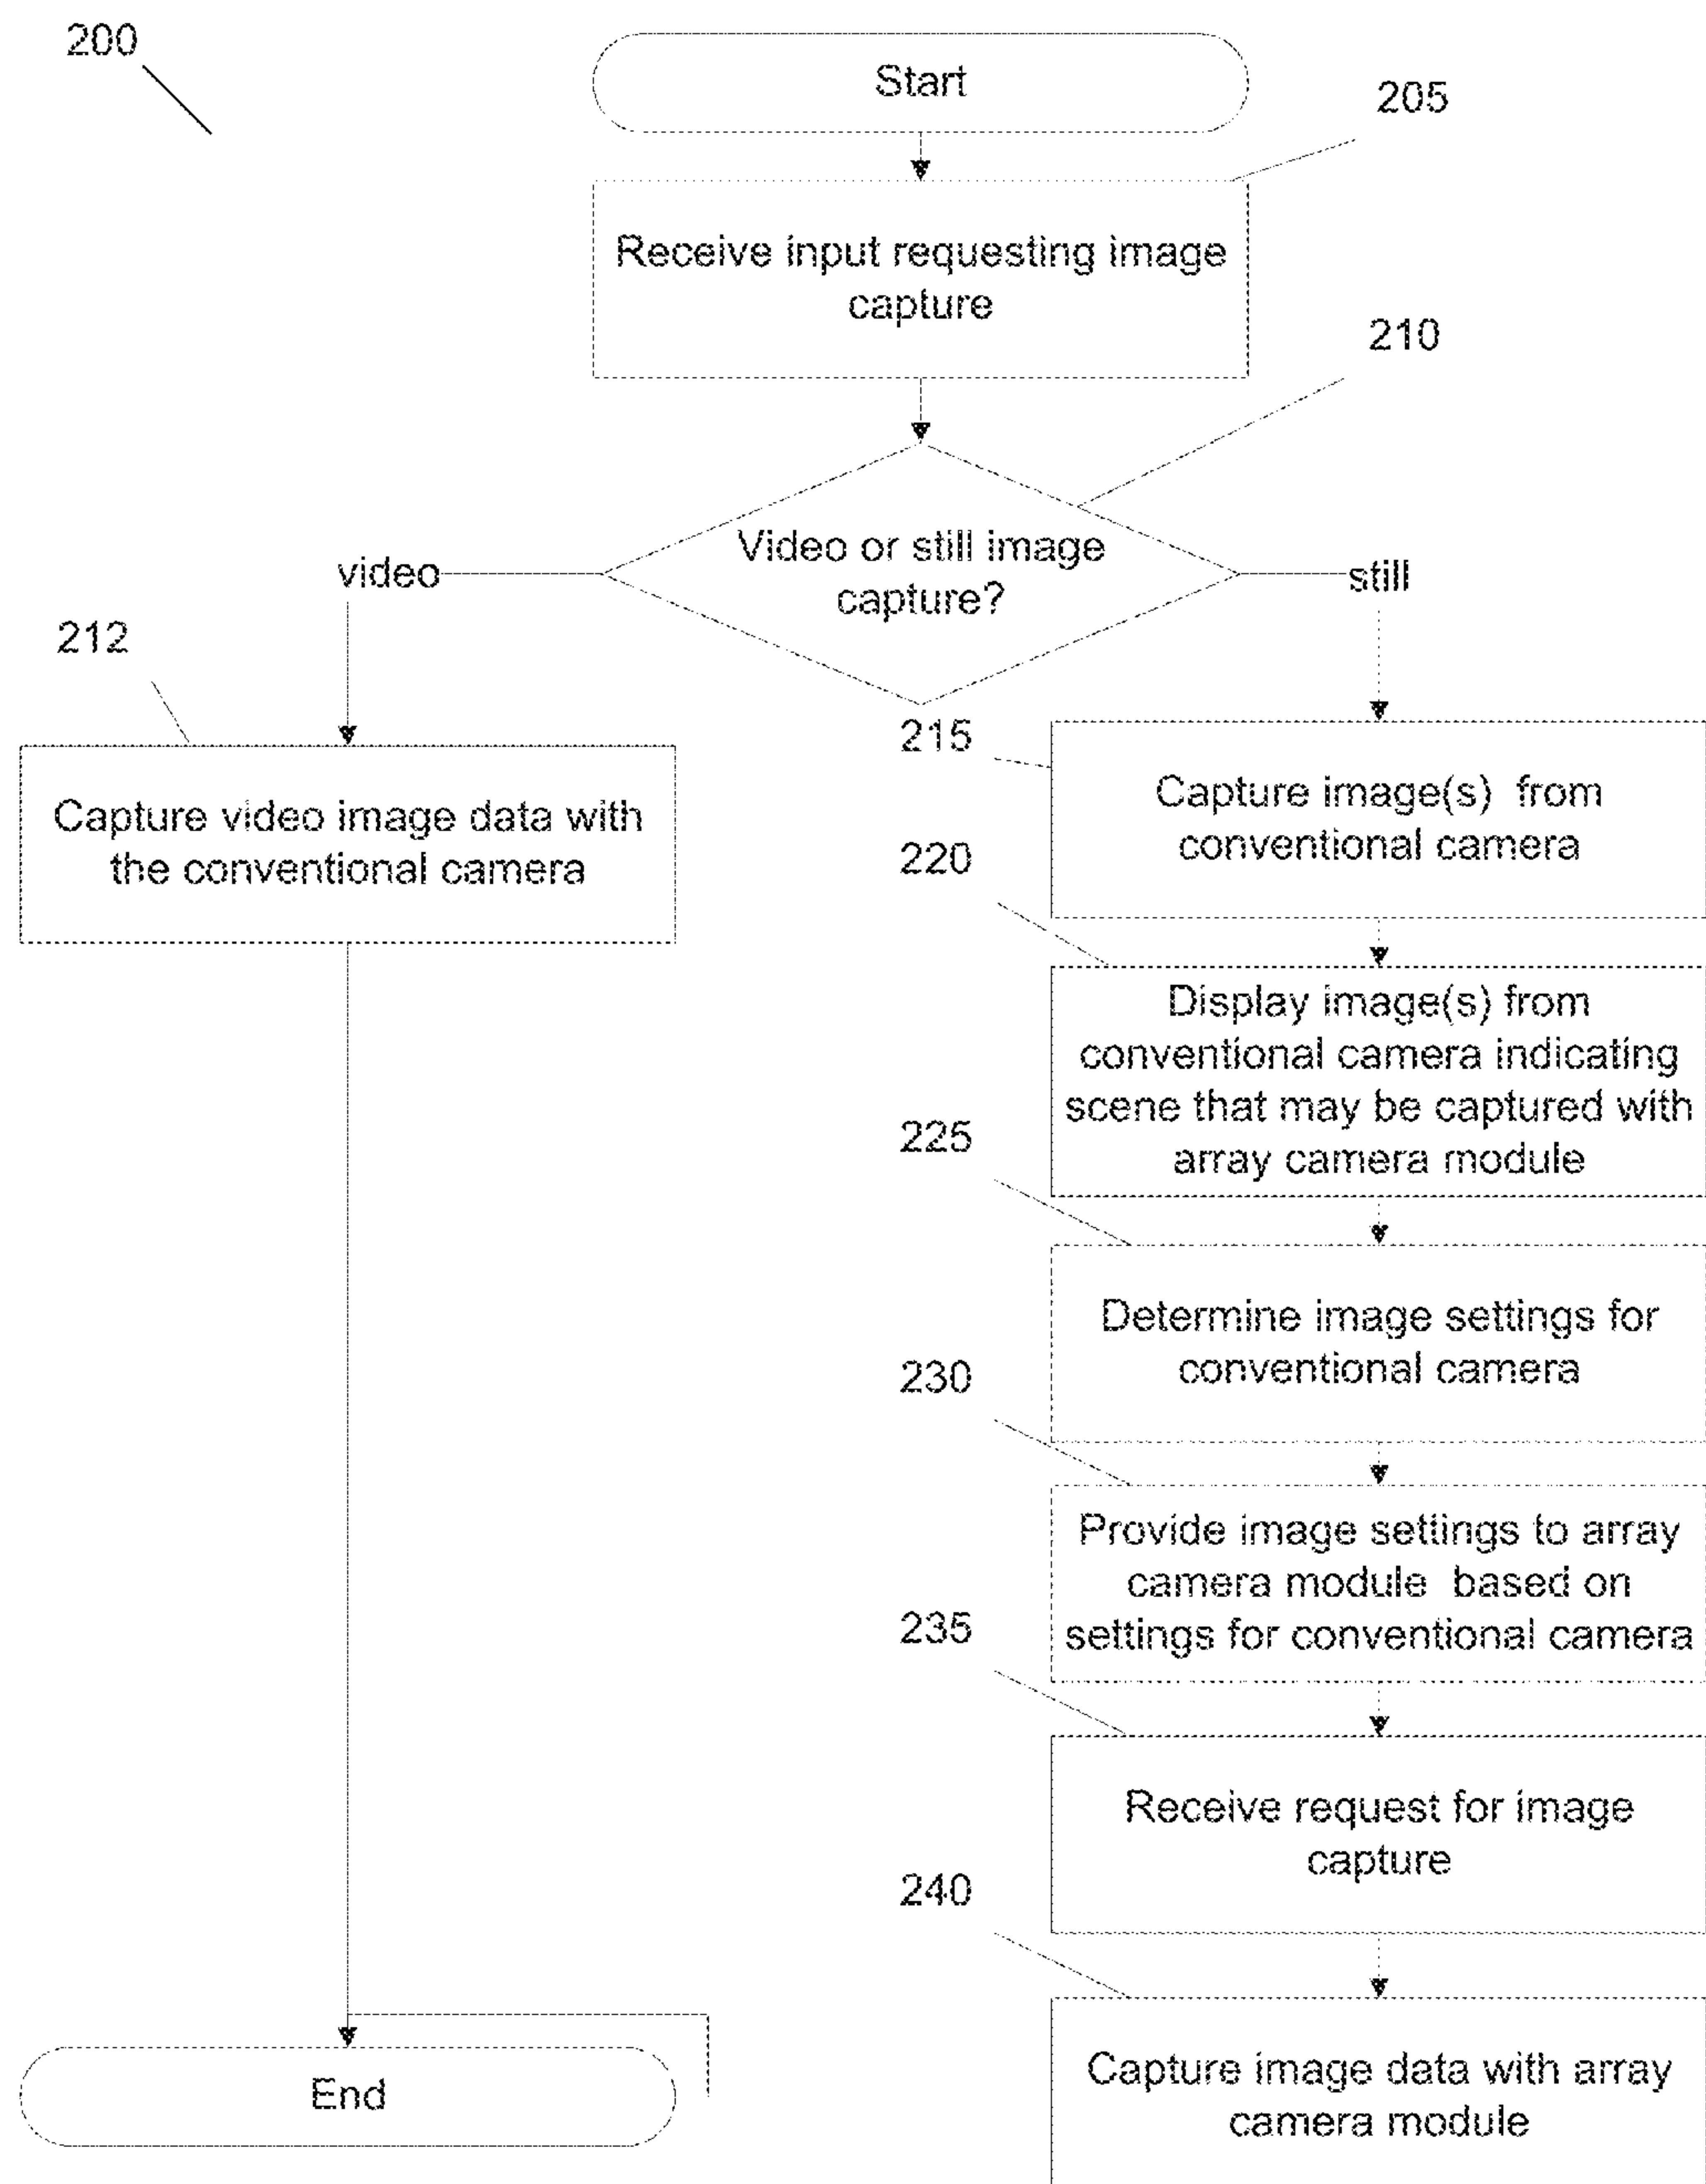 200
Start
205
Receive input requesting image
capture
210
Video or still image
capture?
video
still
212
Capture video image data with
the conventional camera
215
Capture image(s) from
conventional camera
220
Display image(s) from
conventional camera indicating
scene that may be captured with
array camera module
225
Determine image settings for
conventional camera
230
Provide image settings to array
camera module based on
settings for conventional camera
235
Receive request for image
capture
240
Capture image data with array
camera module
End